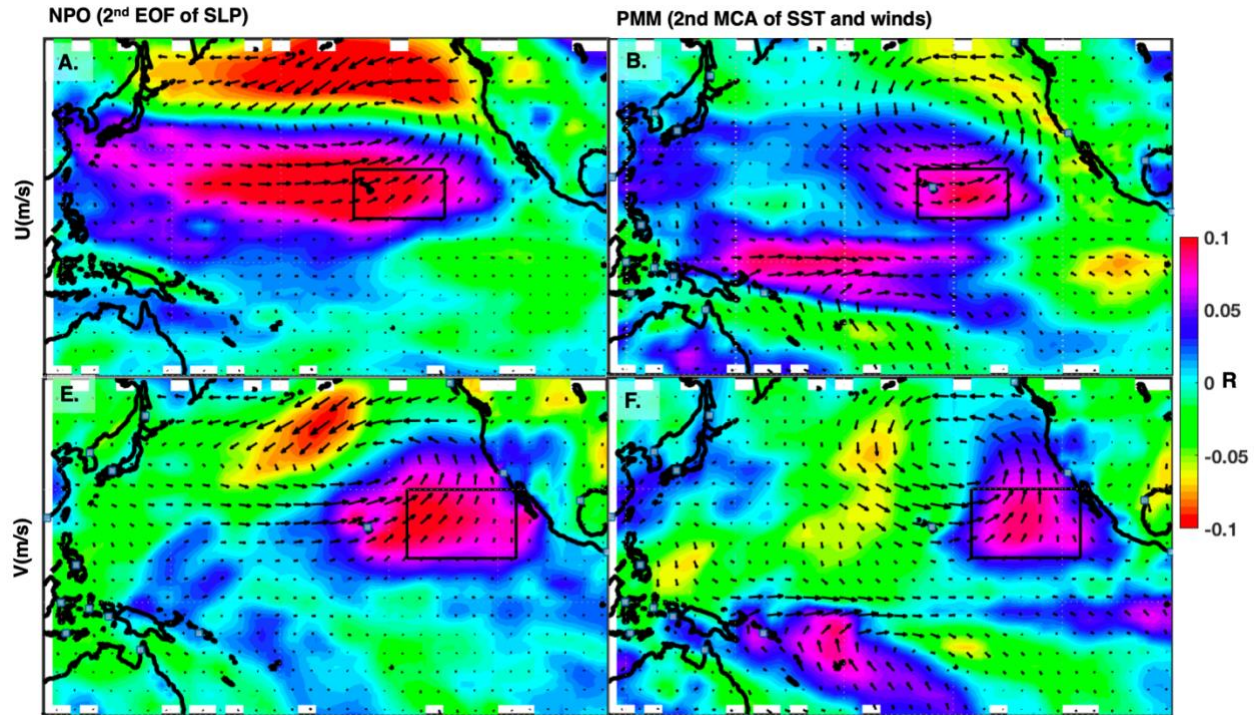 NPO (2nd EOF of SLP)
PMM (2nd MCA of SST and winds)
A.
B.
U(m/s)
0.1
0.05
R
0
-0.05
-0.1
E.
F.
V(m/s)